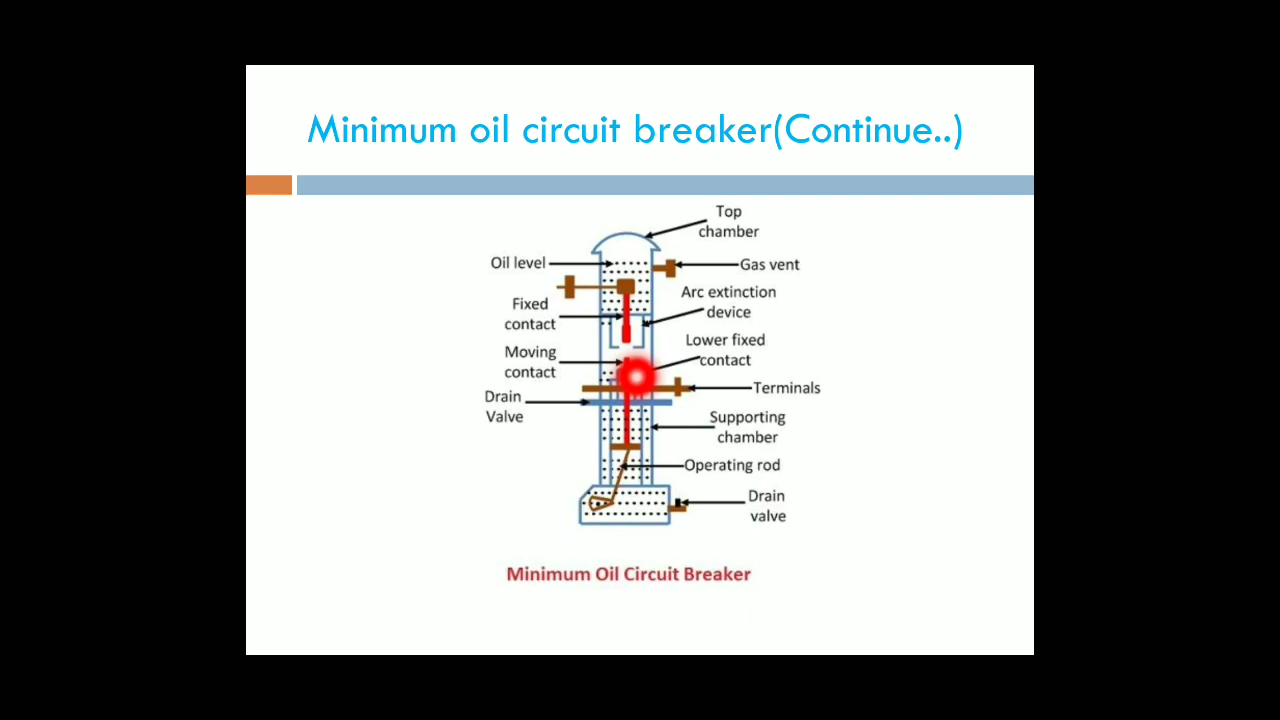 Minimum oil circuit breaker(Continue..)
Top
chamber
Oil level
Gas vent
Arc extinction
device
Fixed
contact
Lower fixed
contact
Moving
contact
Terminals
Drain
Valve
Supporting
chamber
Operating rod
Drain
valve
Minimum Oil Circuit Breaker